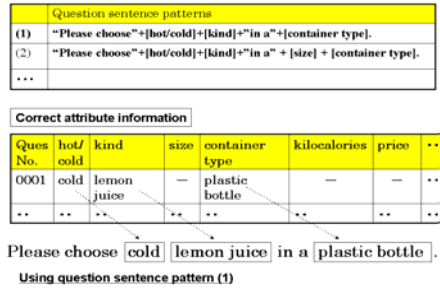 Question sentence patterns
(1) "Please choose"+[hot/cold]+[kind]+"in a"+[container type].
(2) "Please choose"+[hot/cold]+[kind]+"in a" + [size] + [container type].
...
Correct attribute information
Ques No. hot/cold kind size container type kilocalories price ..
0001 cold lemon juice – plastic bottle – – ..
.. .. .. .. .. .. .. ..
Please choose cold lemon juice in a plastic bottle .
Using question sentence pattern (1)